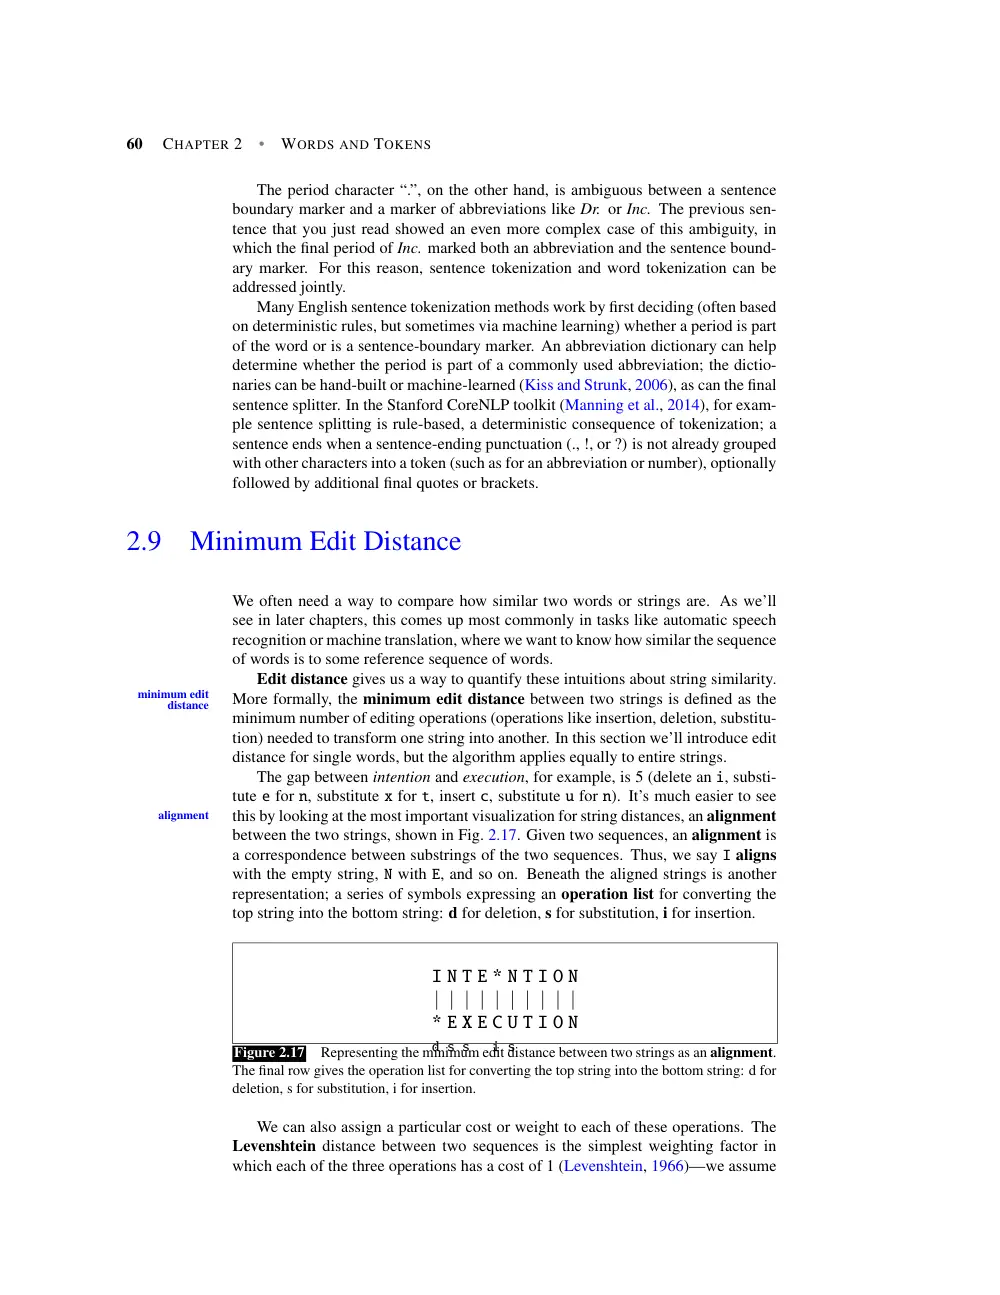 60 CHAPTER 2 • WORDS AND TOKENS
The period character “.”, on the other hand, is ambiguous between a sentence
boundary marker and a marker of abbreviations like Dr. or Inc. The previous sen-
tence that you just read showed an even more complex case of this ambiguity, in
which the final period of Inc. marked both an abbreviation and the sentence bound-
ary marker. For this reason, sentence tokenization and word tokenization can be
addressed jointly.
Many English sentence tokenization methods work by first deciding (often based
on deterministic rules, but sometimes via machine learning) whether a period is part
of the word or is a sentence-boundary marker. An abbreviation dictionary can help
determine whether the period is part of a commonly used abbreviation; the dictio-
naries can be hand-built or machine-learned (Kiss and Strunk, 2006), as can the final
sentence splitter. In the Stanford CoreNLP toolkit (Manning et al., 2014), for exam-
ple sentence splitting is rule-based, a deterministic consequence of tokenization; a
sentence ends when a sentence-ending punctuation (., !, or ?) is not already grouped
with other characters into a token (such as for an abbreviation or number), optionally
followed by additional final quotes or brackets.
2.9 Minimum Edit Distance
We often need a way to compare how similar two words or strings are. As we’ll
see in later chapters, this comes up most commonly in tasks like automatic speech
recognition or machine translation, where we want to know how similar the sequence
of words is to some reference sequence of words.
Edit distance gives us a way to quantify these intuitions about string similarity.
minimum edit
distance
More formally, the minimum edit distance between two strings is defined as the
minimum number of editing operations (operations like insertion, deletion, substitu-
tion) needed to transform one string into another. In this section we’ll introduce edit
distance for single words, but the algorithm applies equally to entire strings.
The gap between intention and execution, for example, is 5 (delete an i, substi-
tute e for n, substitute x for t, insert c, substitute u for n). It’s much easier to see
alignment
this by looking at the most important visualization for string distances, an alignment
between the two strings, shown in Fig. 2.17. Given two sequences, an alignment is
a correspondence between substrings of the two sequences. Thus, we say I aligns
with the empty string, N with E, and so on. Beneath the aligned strings is another
representation; a series of symbols expressing an operation list for converting the
top string into the bottom string: d for deletion, s for substitution, i for insertion.
I N T E * N T I O N
| | | | | | | | | |
* E X E C U T I O N
d s s i s
Figure 2.17 Representing the minimum edit distance between two strings as an alignment.
The final row gives the operation list for converting the top string into the bottom string: d for
deletion, s for substitution, i for insertion.
We can also assign a particular cost or weight to each of these operations. The
Levenshtein distance between two sequences is the simplest weighting factor in
which each of the three operations has a cost of 1 (Levenshtein, 1966)—we assume